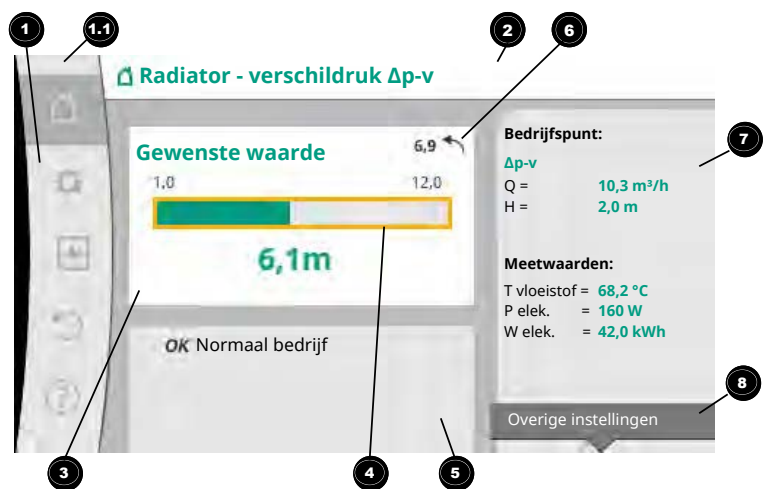 1
1.1
2
6
Radiator - verschildruk Δp-v
Gewenste waarde
6,9
1,0
12,0
6,1m
OK Normaal bedrijf
Bedrijfspunt:
Δp-v
Q = 10,3 m³/h
H = 2,0 m
Meetwaarden:
T vloeistof = 68,2 °C
P elek. = 160 W
W elek. = 42,0 kWh
7
8
Overige instellingen
3
4
5